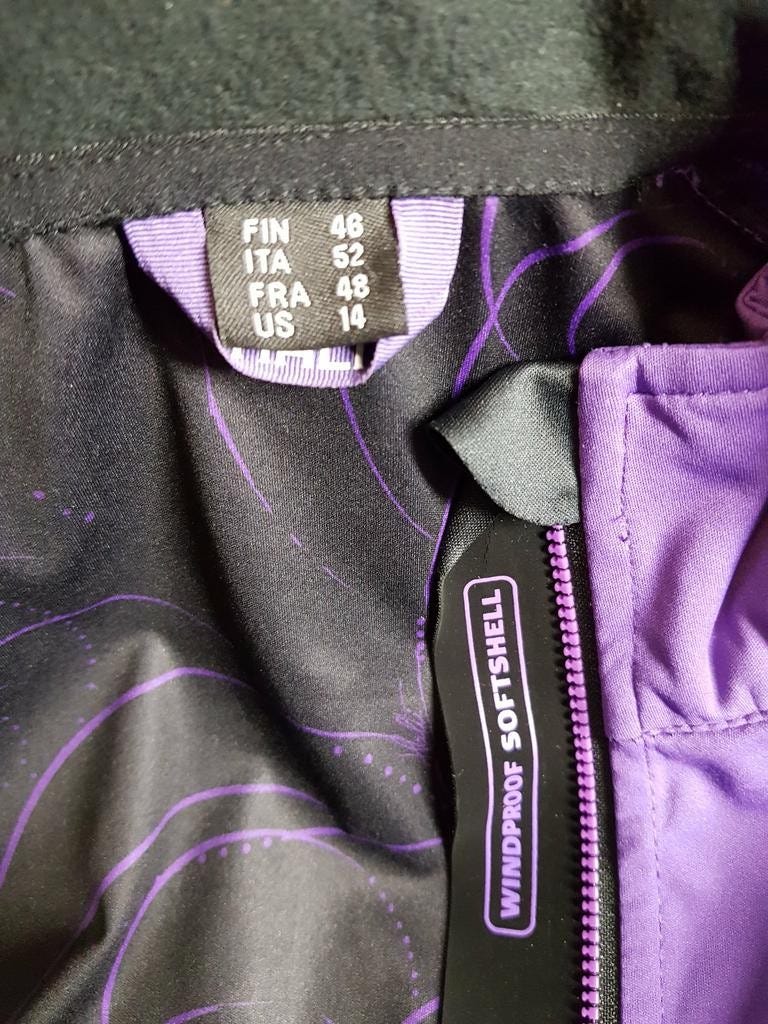 FIN 46
ITA 52
FRA 48
US 14
WINDPROOF SOFTSHELL